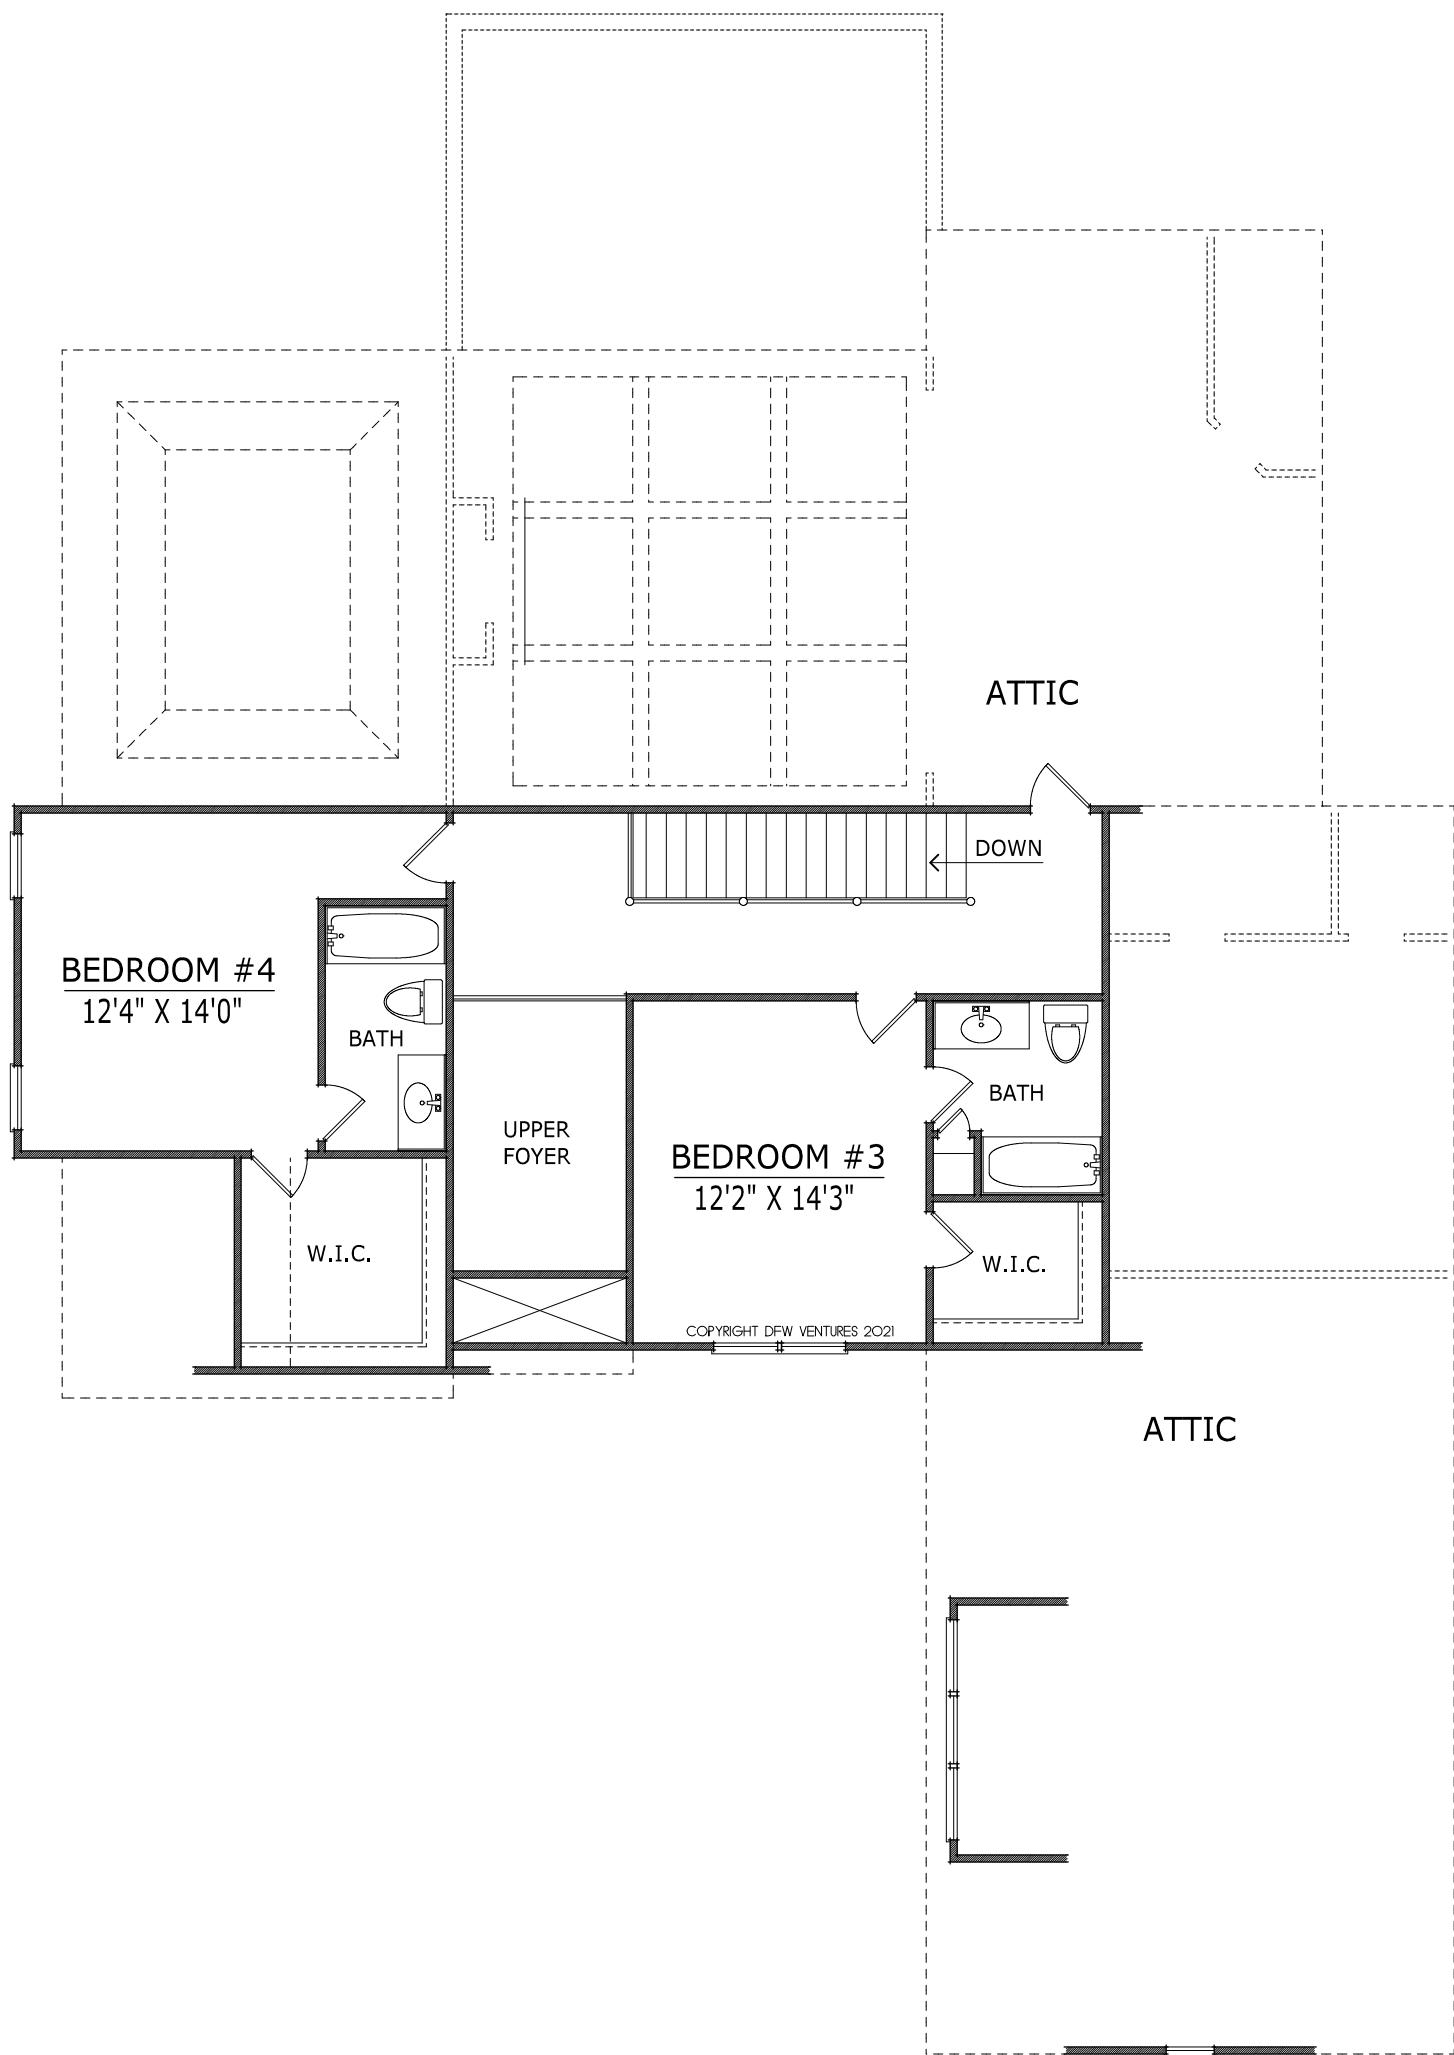 ATTIC
DOWN
BEDROOM #4
12'4" X 14'0"
BATH
BATH
UPPER
FOYER
BEDROOM #3
12'2" X 14'3"
W.I.C.
W.I.C.
COPYRIGHT DFW VENTURES 2021
ATTIC